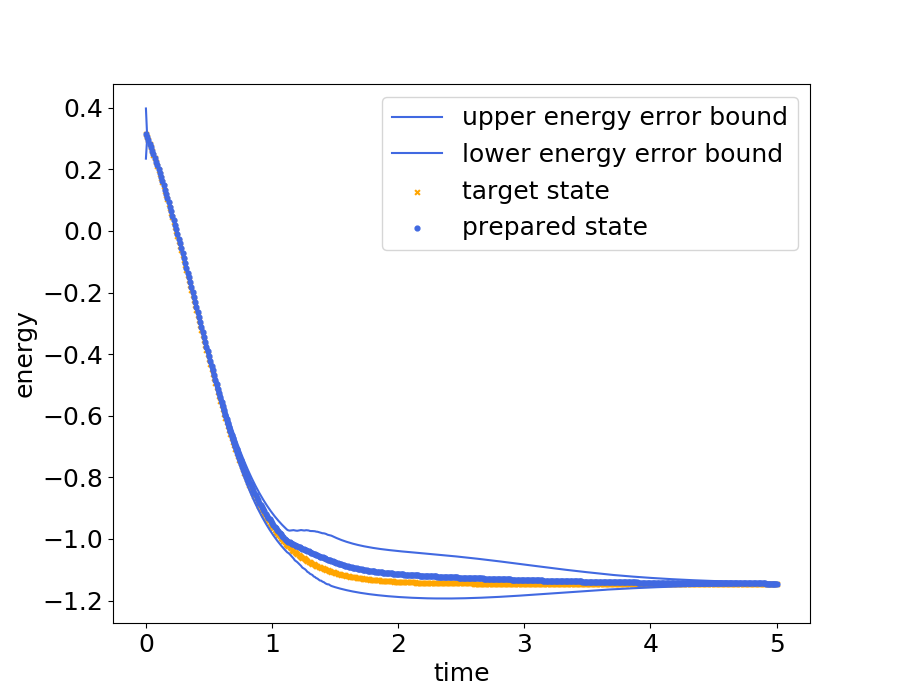 upper energy error bound
lower energy error bound
target state
prepared state
0.4
0.2
0.0
−0.2
−0.4
−0.6
−0.8
−1.0
−1.2
energy
0 1 2 3 4 5
time